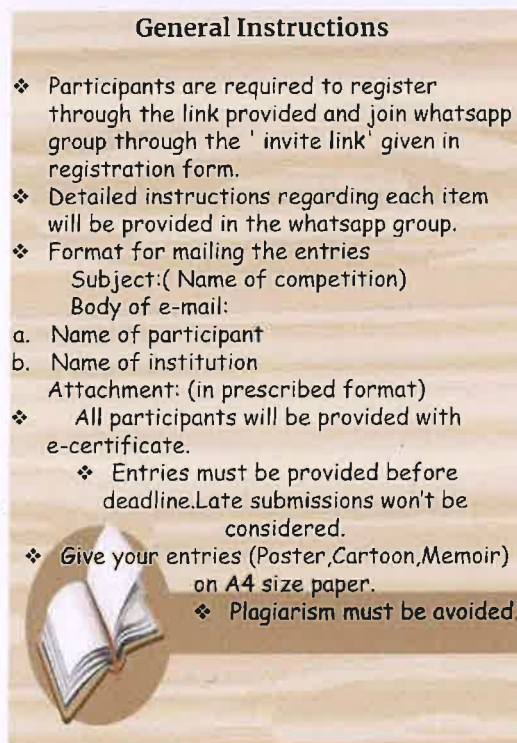 General Instructions
❖ Participants are required to register
through the link provided and join whatsapp
group through the ' invite link' given in
registration form.
❖ Detailed instructions regarding each item
will be provided in the whatsapp group.
❖ Format for mailing the entries
Subject:( Name of competition)
Body of e-mail:
a. Name of participant
b. Name of institution
Attachment: (in prescribed format)
❖ All participants will be provided with
e-certificate.
❖ Entries must be provided before
deadline.Late submissions won't be
considered.
❖ Give your entries (Poster,Cartoon,Memoir)
on A4 size paper.
❖ Plagiarism must be avoided.